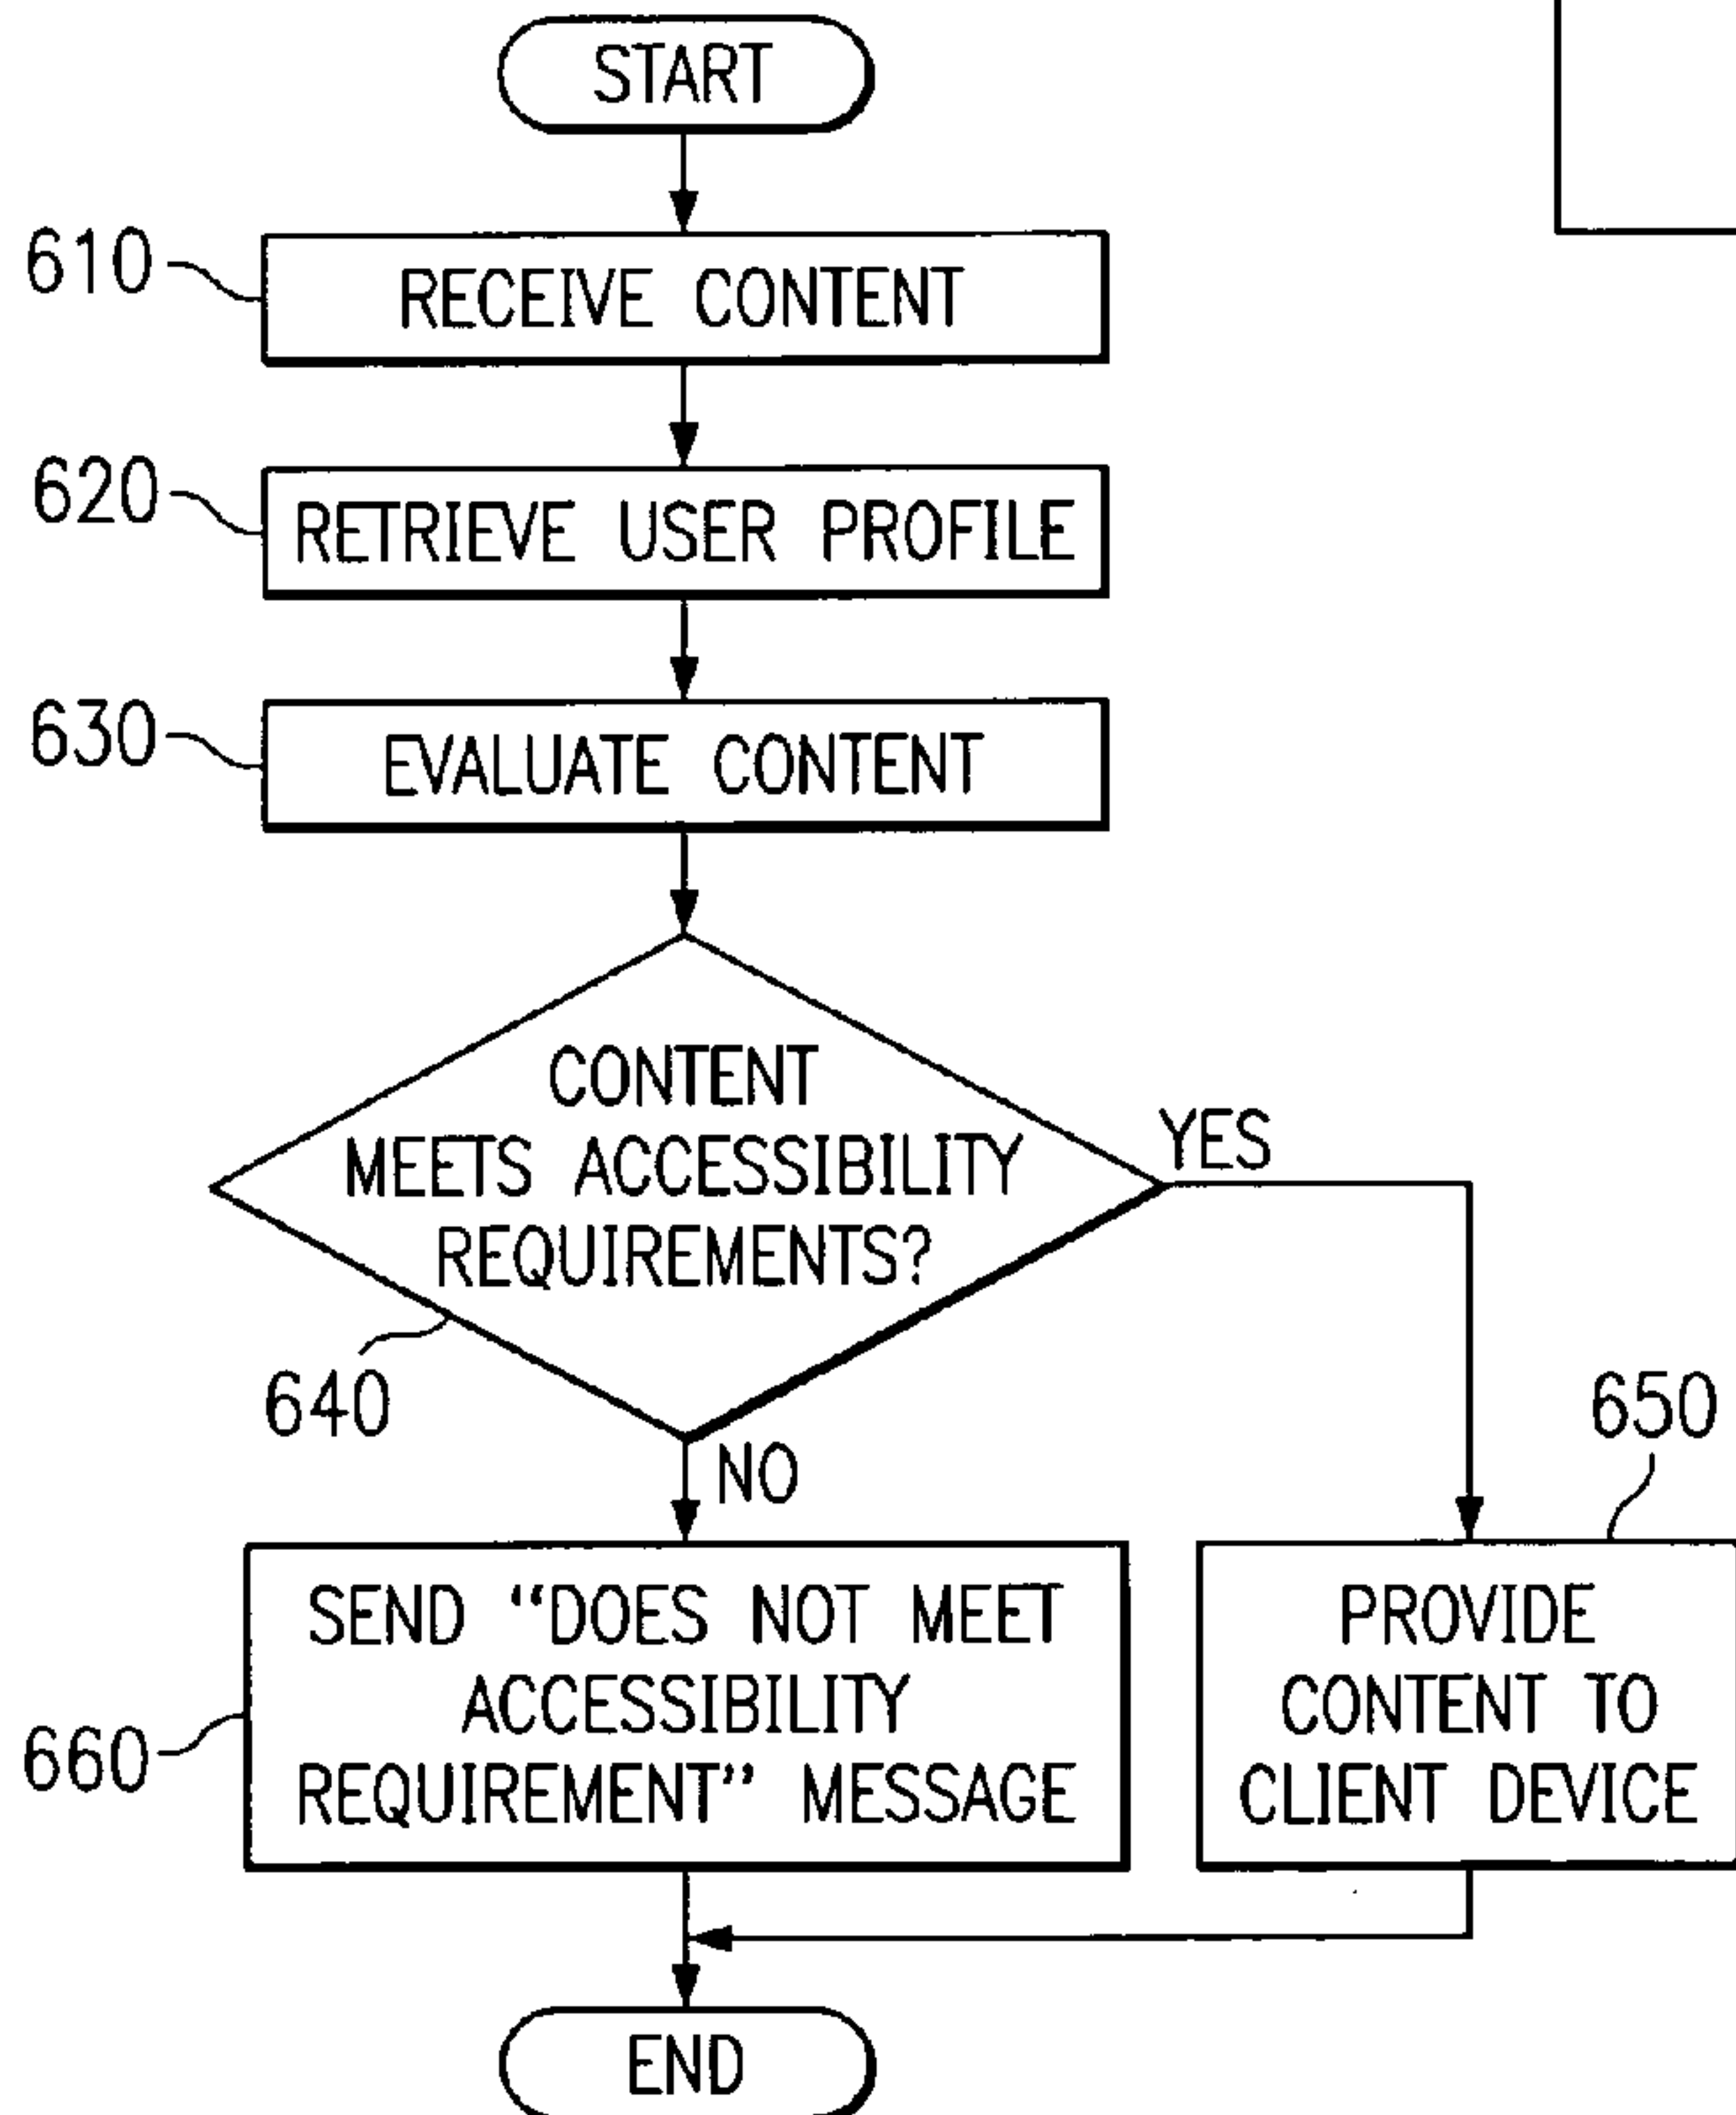 START
610
RECEIVE CONTENT
620
RETRIEVE USER PROFILE
630
EVALUATE CONTENT
CONTENT
MEETS ACCESSIBILITY
REQUIREMENTS?
YES
640
NO
650
SEND “DOES NOT MEET
ACCESSIBILITY
REQUIREMENT” MESSAGE
660
PROVIDE
CONTENT TO
CLIENT DEVICE
END